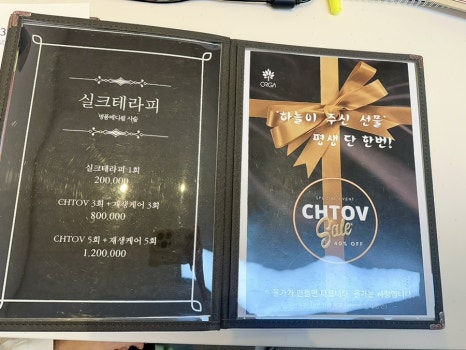 실크테라피
명품메디컬 시술
실크테라피 1회
200,000
CHTOV 3회 + 재생케어 3회
800,000
CHTOV 5회 + 재생케어 5회
1,200,000
ORGA
"하늘이 주신 선물"
평생 단 한번!
SPECIAL EVENT
CHTOV
Sale
40% OFF